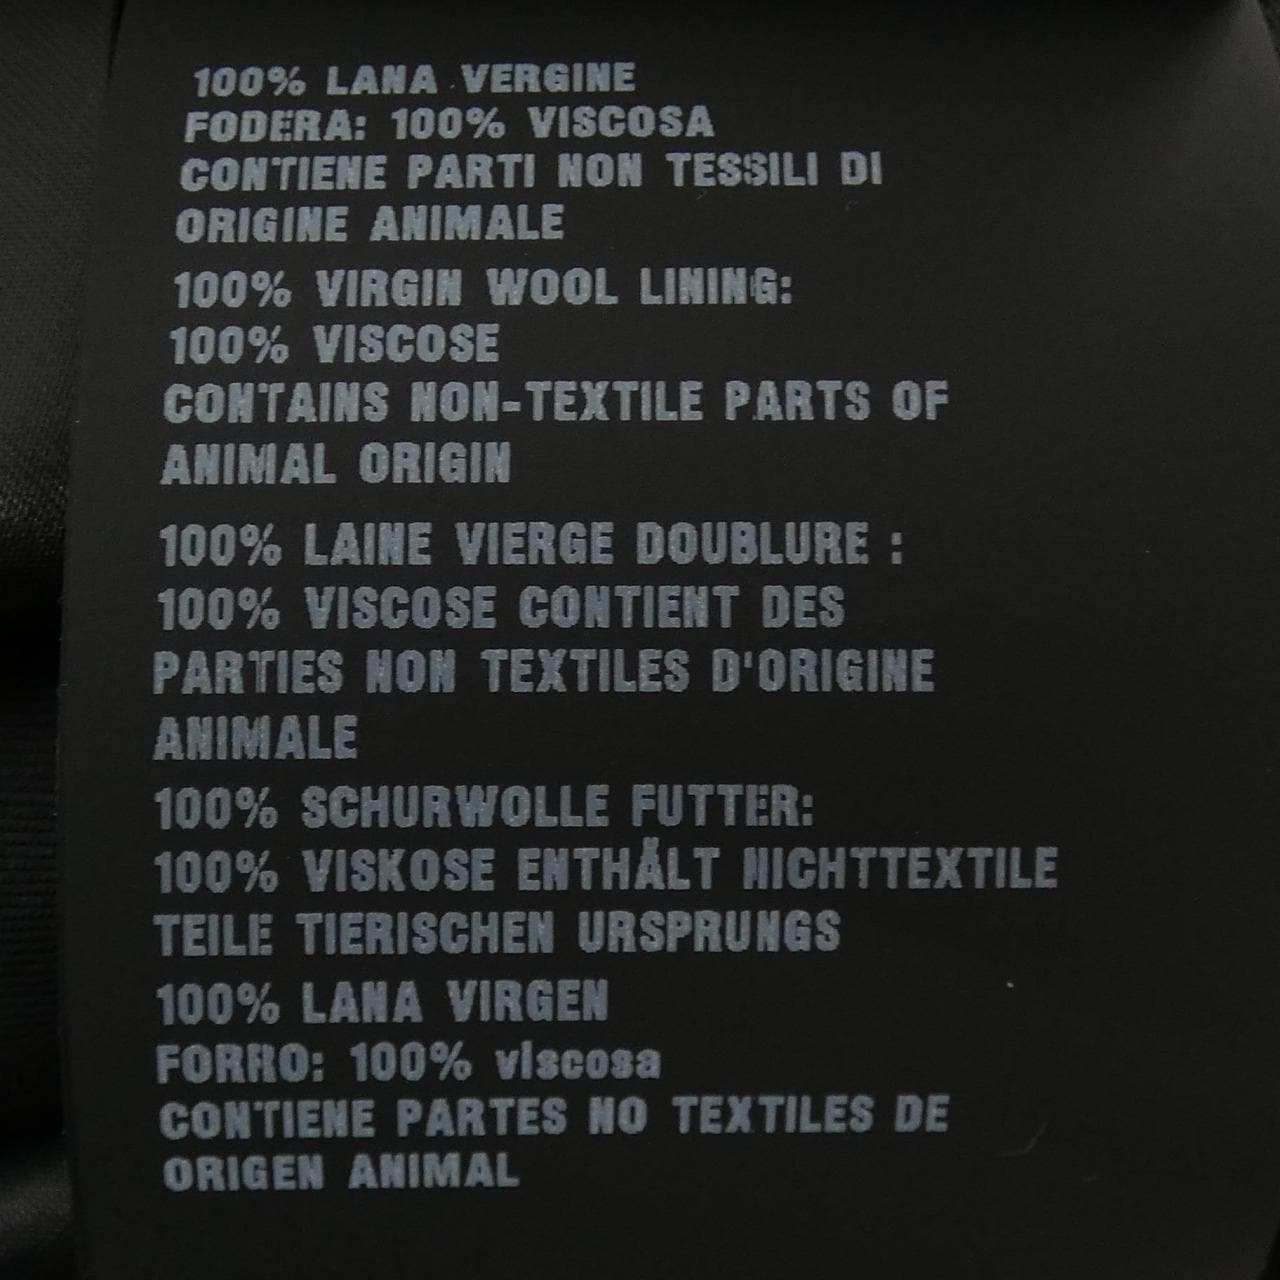 100% LANA VERGINE
FODERA: 100% VISCOSA
CONTIENE PARTI NON TESSILI DI
ORIGINE ANIMALE
100% VIRGIN WOOL LINING:
100% VISCOSE
CONTAINS NON-TEXTILE PARTS OF
ANIMAL ORIGIN
100% LAINE VIERGE DOUBLURE :
100% VISCOSE CONTIENT DES
PARTIES NON TEXTILES D'ORIGINE
ANIMALE
100% SCHURWOLLE FUTTER:
100% VISKOSE ENTHÄLT NICHTTEXTILE
TEILE TIERISCHEN URSPRUNGS
100% LANA VIRGEN
FORRO: 100% viscosa
CONTIENE PARTES NO TEXTILES DE
ORIGEN ANIMAL